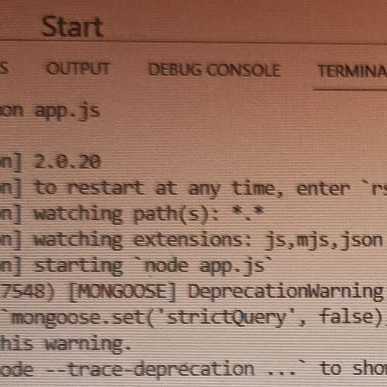 Start
S OUTPUT DEBUG CONSOLE TERMINA
on app.js
n] 2.0.20
n] to restart at any time, enter `rs
n] watching path(s): *.*
n] watching extensions: js,mjs,json
n] starting `node app.js`
7548) [MONGOOSE] DeprecationWarning
`mongoose.set('strictQuery', false)
his warning.
ode --trace-deprecation ...` to sho